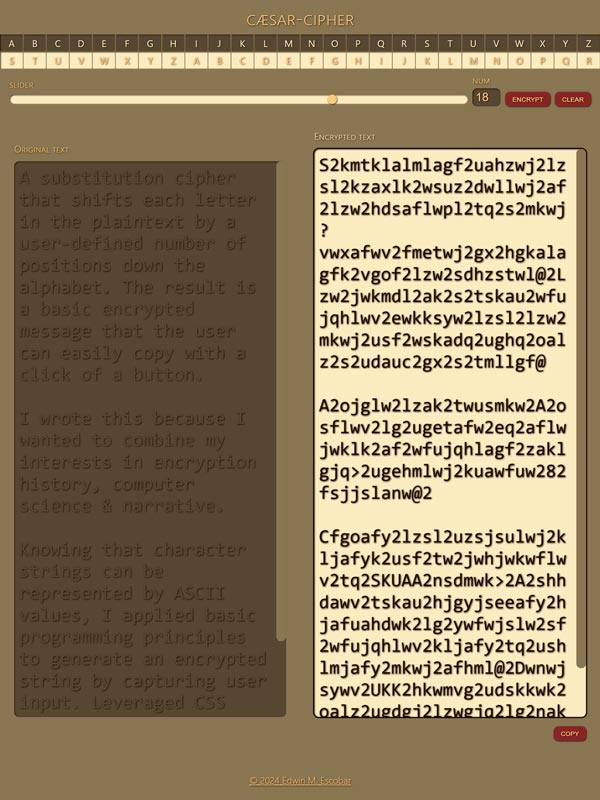 CÆSAR-CIPHER
A B C D E F G H I J K L M N O P Q R S T U V W X Y Z
S T U V W X Y Z A B C D E F G H I J K L M N O P Q R
SLIDER
NUM
18
ENCRYPT
CLEAR
Original text
A substitution cipher
that shifts each letter
in the plaintext by a
user-defined number of
positions down the
alphabet. The result is
a basic encrypted
message that the user
can easily copy with a
click of a button.
I wrote this because I
wanted to combine my
interests in encryption
history, computer
science & narrative.
Knowing that character
strings can be
represented by ASCII
values, I applied basic
programming principles
to generate an encrypted
string by capturing user
input. Leveraged CSS
Encrypted text
S2kmtklalmlagf2uahzwj2lz
sl2kzaxlk2wsuz2dwllwj2af
2lzw2hdsaflwpl2tq2s2mkwj
?
vwxafwv2fmetwj2gx2hgkala
gfk2vgof2lzw2sdhzstwl@2L
zw2jwkmdl2ak2s2tskau2wfu
jqhlwv2ewkksyw2lzsl2lzw2
mkwj2usf2wskadq2ughq2oal
z2s2udauc2gx2s2tmllgf@
A2ojglw2lzak2twusmkw2A2o
sflwv2lg2ugetafw2eq2aflw
jwklk2af2wfujqhlagf2zakl
gjq>2ugehmlwj2kuawfuw282
fsjjslanw@2
Cfgoafy2lzsl2uzsjsulwj2k
ljafyk2usf2tw2jwhjwkwflw
v2tq2SKUAA2nsdmwk>2A2shh
dawv2tskau2hjgyjseeafy2h
jafuahdwk2lg2ywfwjslw2sf
2wfujqhlwv2kljafy2tq2ush
lmjafy2mkwj2afhml@2Dwnwj
sywv2UKK2hkwmvg2udskkwk2
oalz2ugdgj2lzwgjq2lg2nak
COPY
© 2024 Edwin M. Escobar